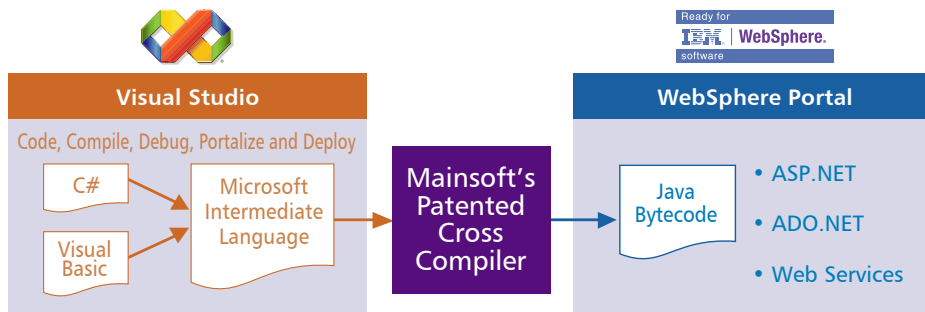 Ready for
IBM. | WebSphere.
software
Visual Studio
WebSphere Portal
Code, Compile, Debug, Portalize and Deploy
C#
Visual
Basic
Microsoft
Intermediate
Language
Mainsoft's
Patented
Cross
Compiler
Java
Bytecode
• ASP.NET
• ADO.NET
• Web Services